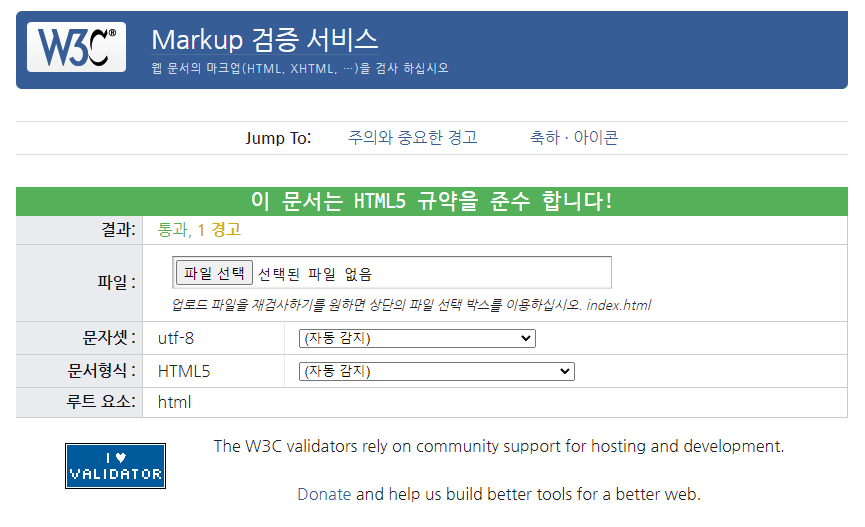 W3C®
Markup 검증 서비스
웹 문서의 마크업(HTML, XHTML, …)을 검사 하십시오
Jump To: 주의와 중요한 경고 축하 · 아이콘
이 문서는 HTML5 규약을 준수 합니다!
결과: 통과, 1 경고
파일 : 파일 선택 선택된 파일 없음
업로드 파일을 재검사하기를 원하면 상단의 파일 선택 박스를 이용하십시오. index.html
문자셋 : utf-8 (자동 감지)
문서형식 : HTML5 (자동 감지)
루트 요소: html
I ♥
VALIDATOR
The W3C validators rely on community support for hosting and development.
Donate and help us build better tools for a better web.